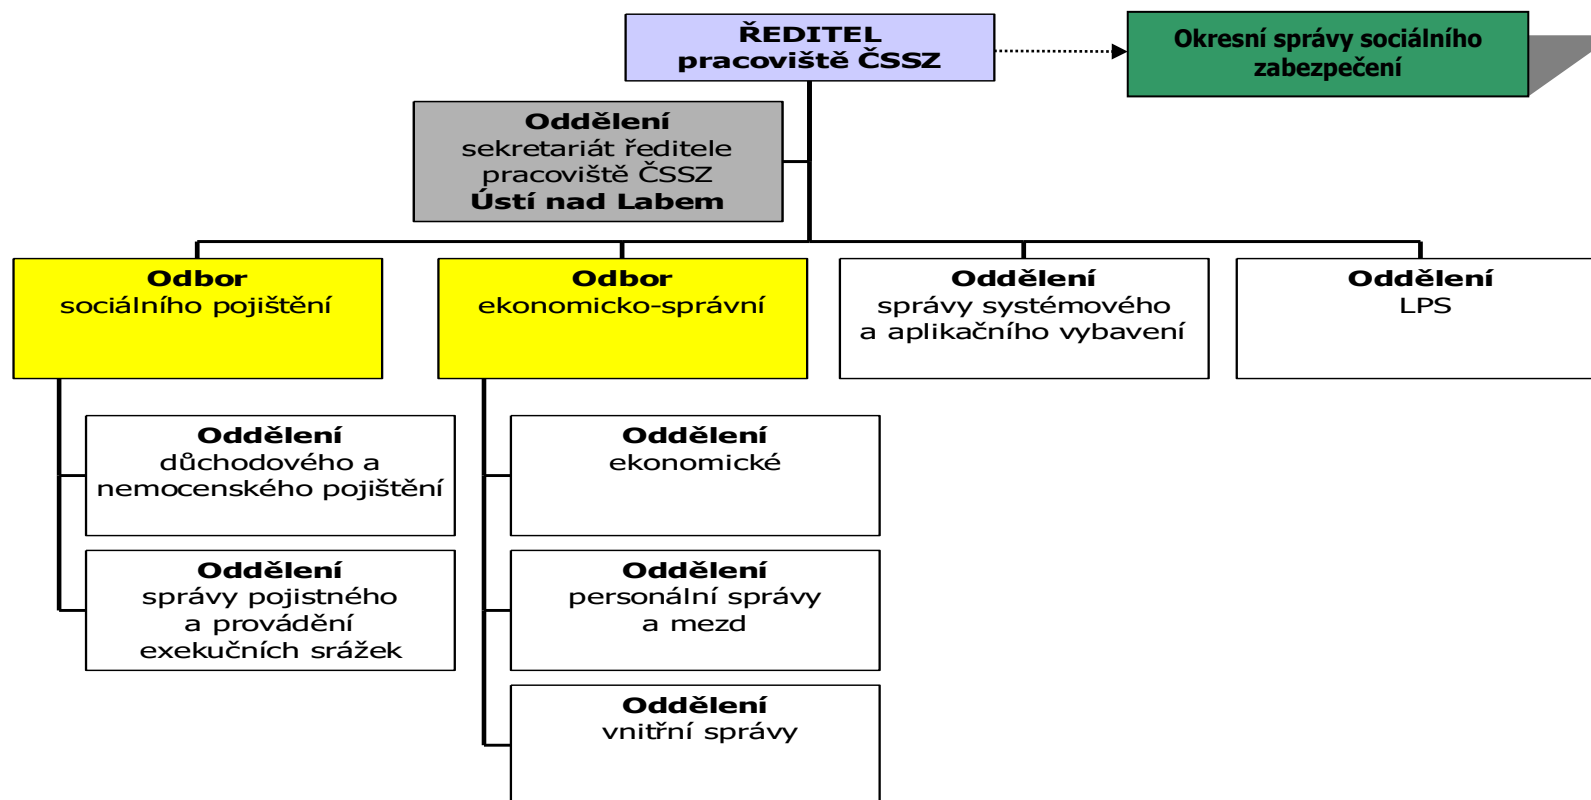 ŘEDITEL
pracoviště ČSSZ
Okresní správy sociálního
zabezpečení
Oddělení
sekretariát ředitele
pracoviště ČSSZ
Ústí nad Labem
Odbor
sociálního pojištění
Odbor
ekonomicko-správní
Oddělení
správy systémového
a aplikačního vybavení
Oddělení
LPS
Oddělení
důchodového a
nemocenského pojištění
Oddělení
ekonomické
Oddělení
správy pojistného
a provádění
exekučních srážek
Oddělení
personální správy
a mezd
Oddělení
vnitřní správy